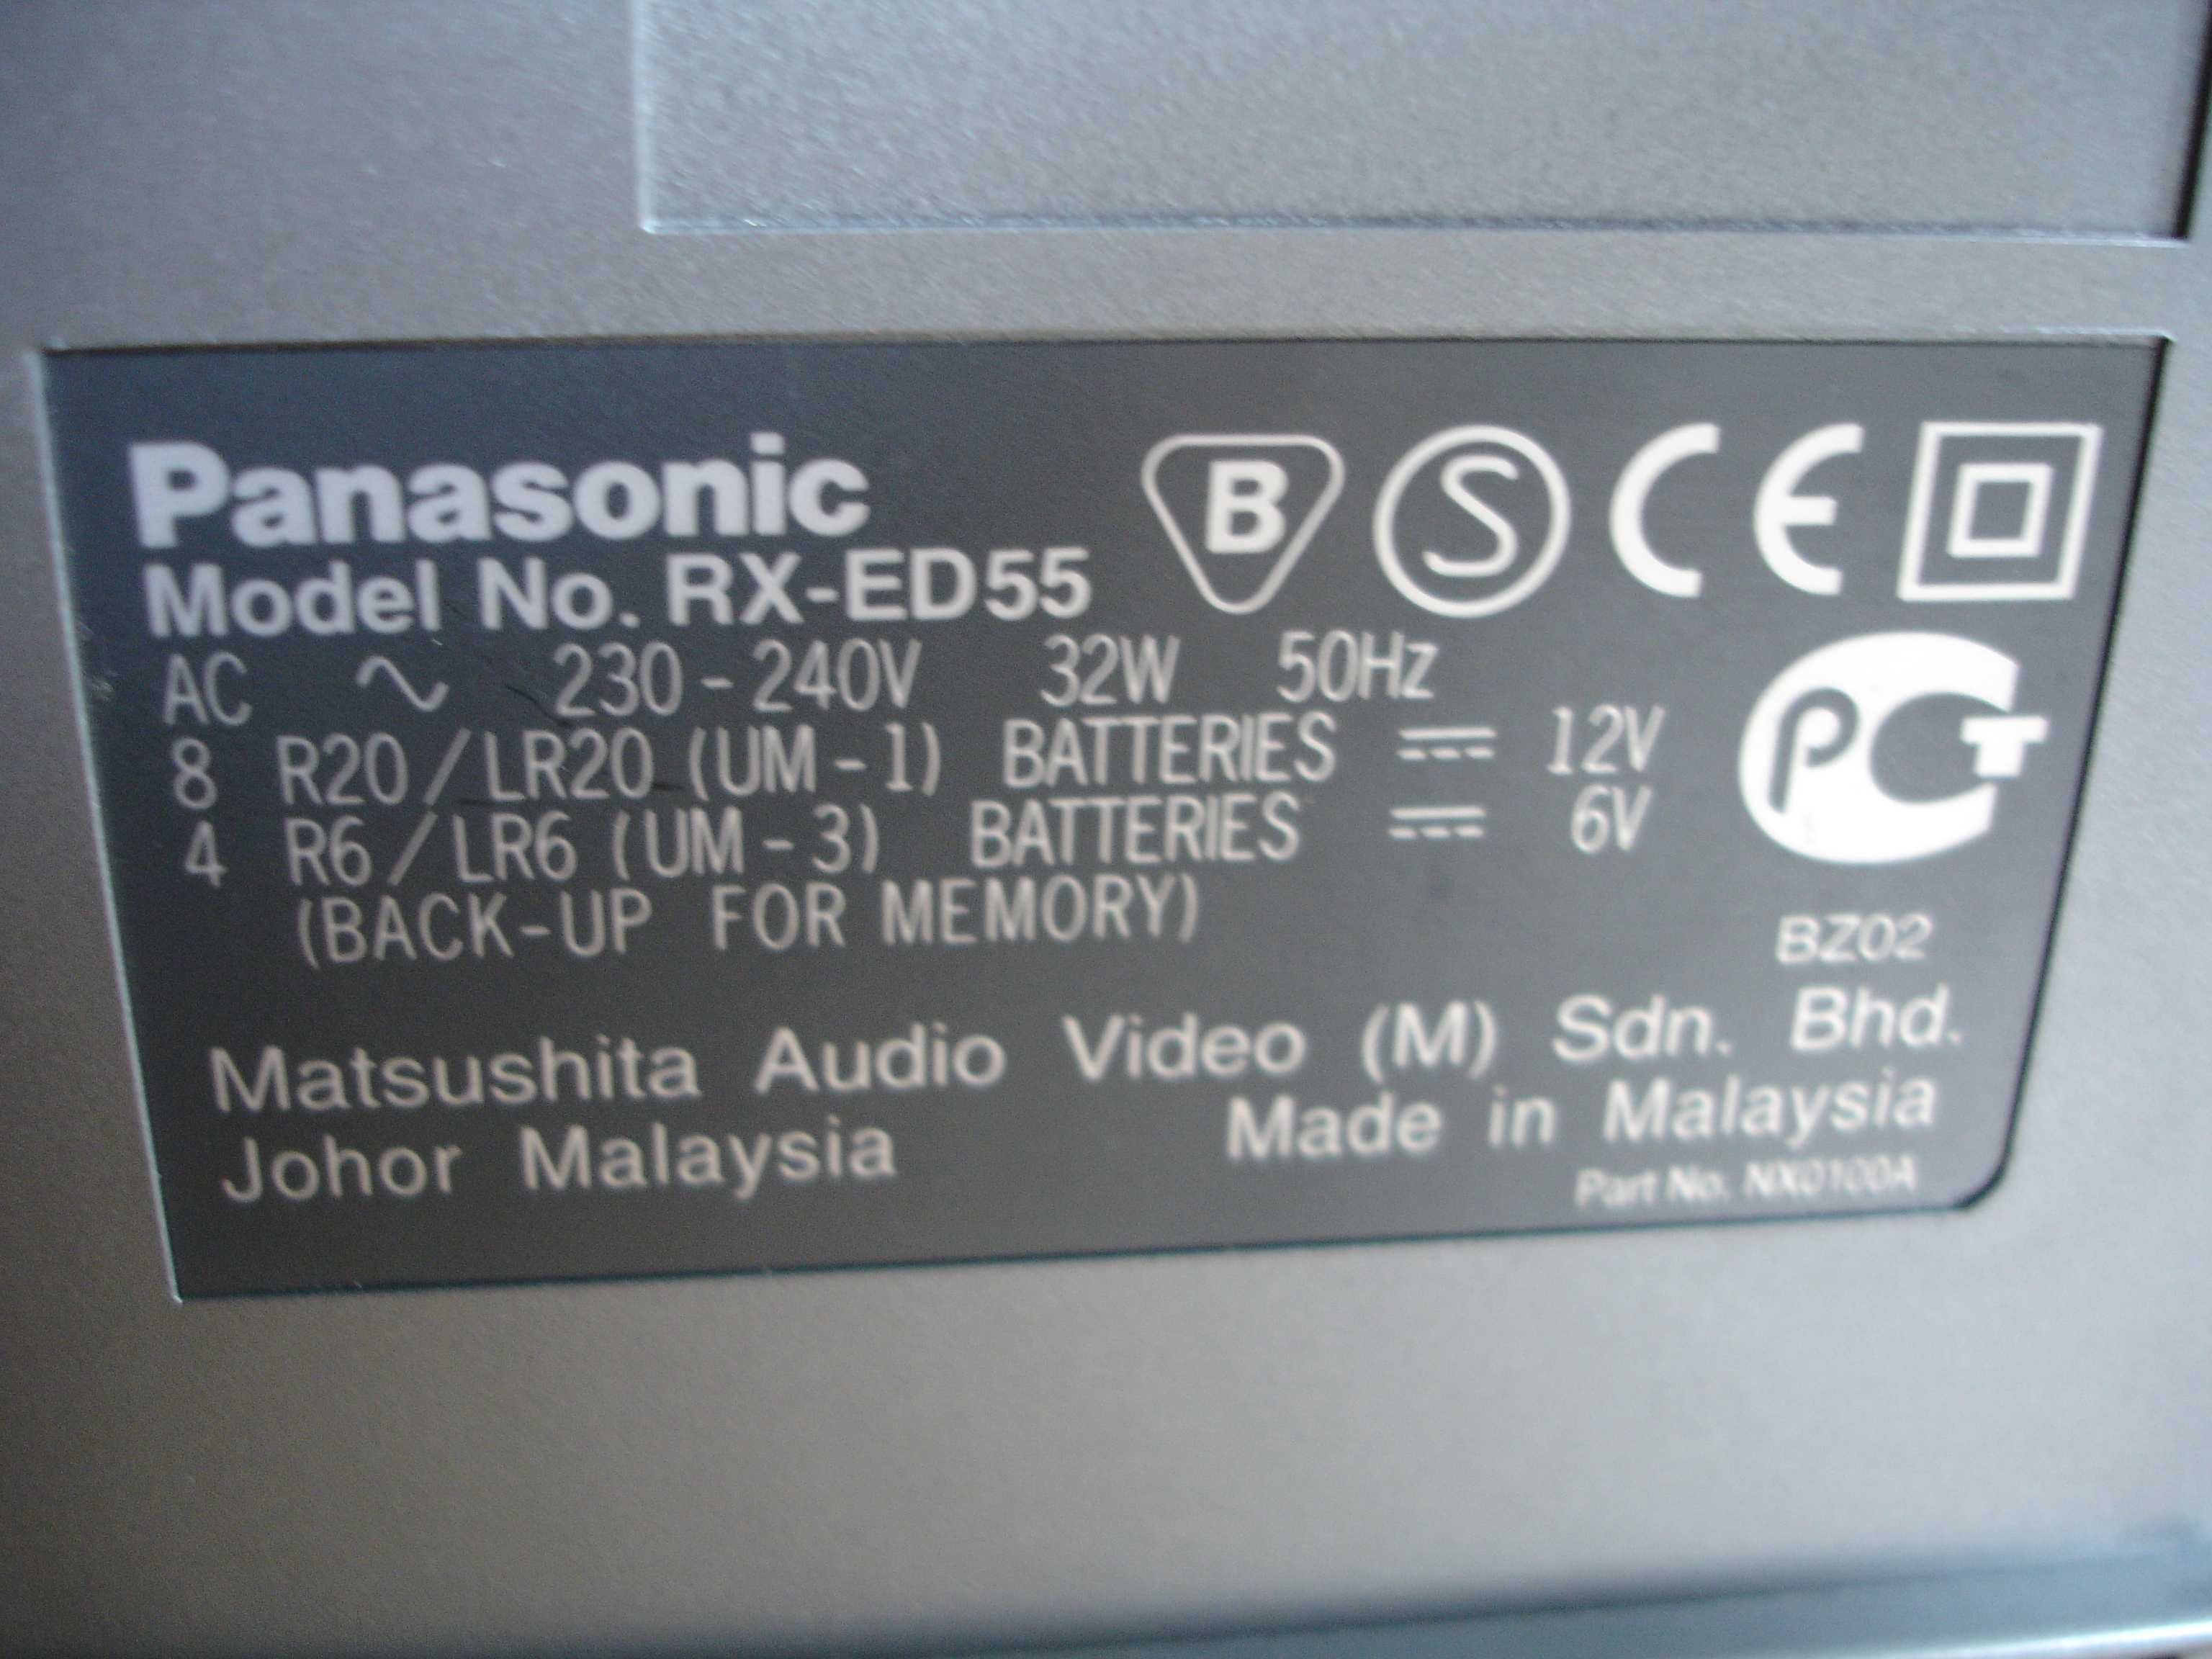 Panasonic
B S CE
Model No. RX-ED55
AC ~ 230-240V 32W 50Hz
8 R20/LR20 (UM-1) BATTERIES ⎓ 12V
4 R6/LR6 (UM-3) BATTERIES ⎓ 6V
(BACK-UP FOR MEMORY)
PCT
BZ02
Matsushita Audio Video (M) Sdn. Bhd.
Johor Malaysia Made in Malaysia
Part No. NX0100A